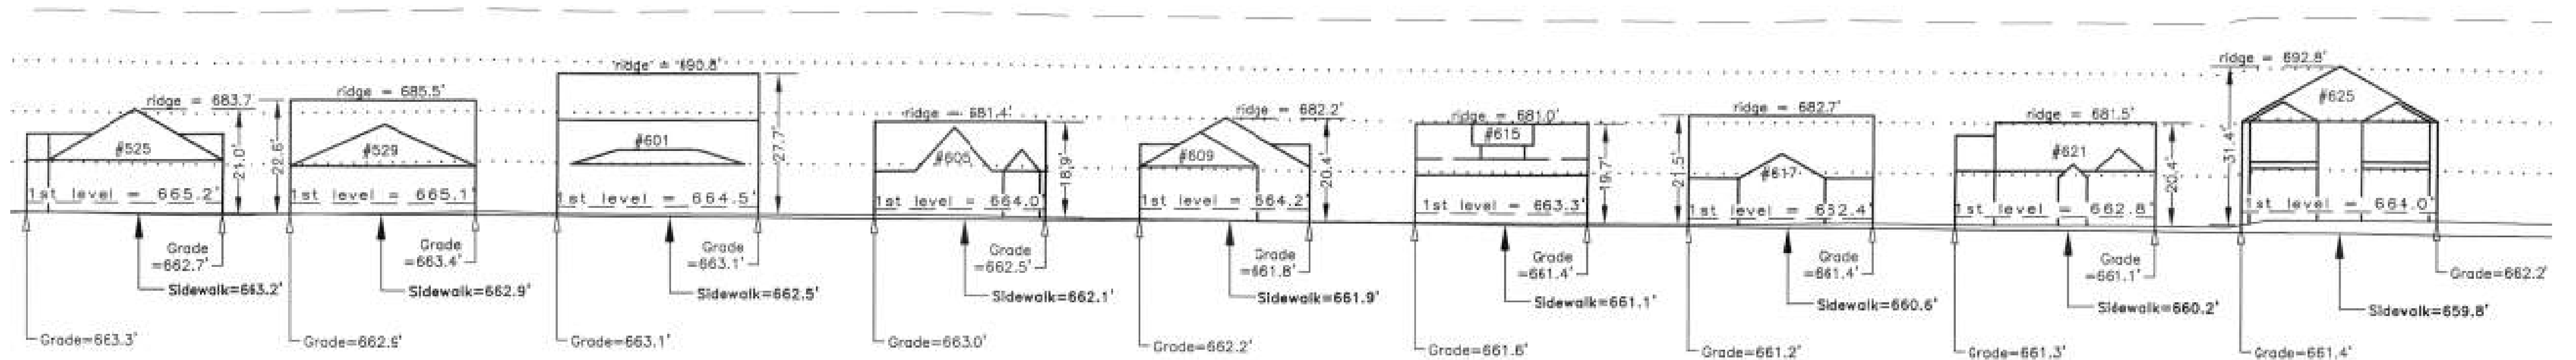 ridge = 683.7
#525
21.0'
1st level = 665.2'
Grade
=662.7'
Sidewalk=663.2'
Grade=663.3'
ridge = 685.5'
#529
22.6'
1st level = 665.1'
Grade
=663.4'
Sidewalk=662.9'
Grade=662.9'
ridge = 690.8'
#601
27.7'
1st level = 664.5'
Grade
=663.1'
Sidewalk=662.5'
Grade=663.1'
ridge = 681.4'
#605
18.9'
1st level = 664.0'
Grade
=662.5'
Sidewalk=662.1'
Grade=663.0'
ridge = 682.2'
#609
20.4'
1st level = 664.2'
Grade
=661.8'
Sidewalk=661.9'
Grade=662.2'
ridge = 681.0'
#615
19.7'
1st level = 663.3'
Grade
=661.4'
Sidewalk=661.1'
Grade=661.6'
ridge = 682.7'
#617
21.5'
1st level = 662.4'
Grade
=661.4'
Sidewalk=660.6'
Grade=661.2'
ridge = 681.5'
#621
20.4'
1st level = 662.8'
Grade
=661.1'
Sidewalk=660.2'
Grade=661.3'
ridge = 692.8'
#625
31.4'
1st level = 664.0'
Grade=662.2'
Sidewalk=659.8'
Grade=661.4'